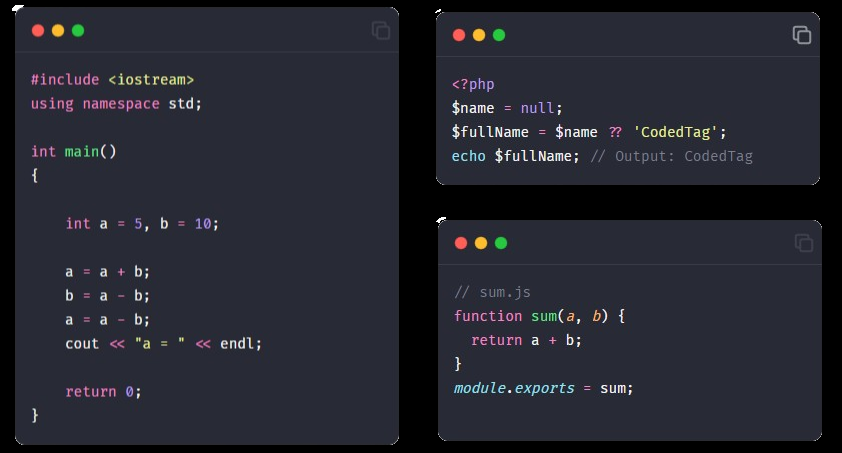 #include <iostream>
using namespace std;
int main()
{
int a = 5, b = 10;
a = a + b;
b = a - b;
a = a - b;
cout << "a = " << endl;
return 0;
}
<?php
$name = null;
$fullName = $name ?? 'CodedTag';
echo $fullName; // Output: CodedTag
// sum.js
function sum(a, b) {
return a + b;
}
module.exports = sum;